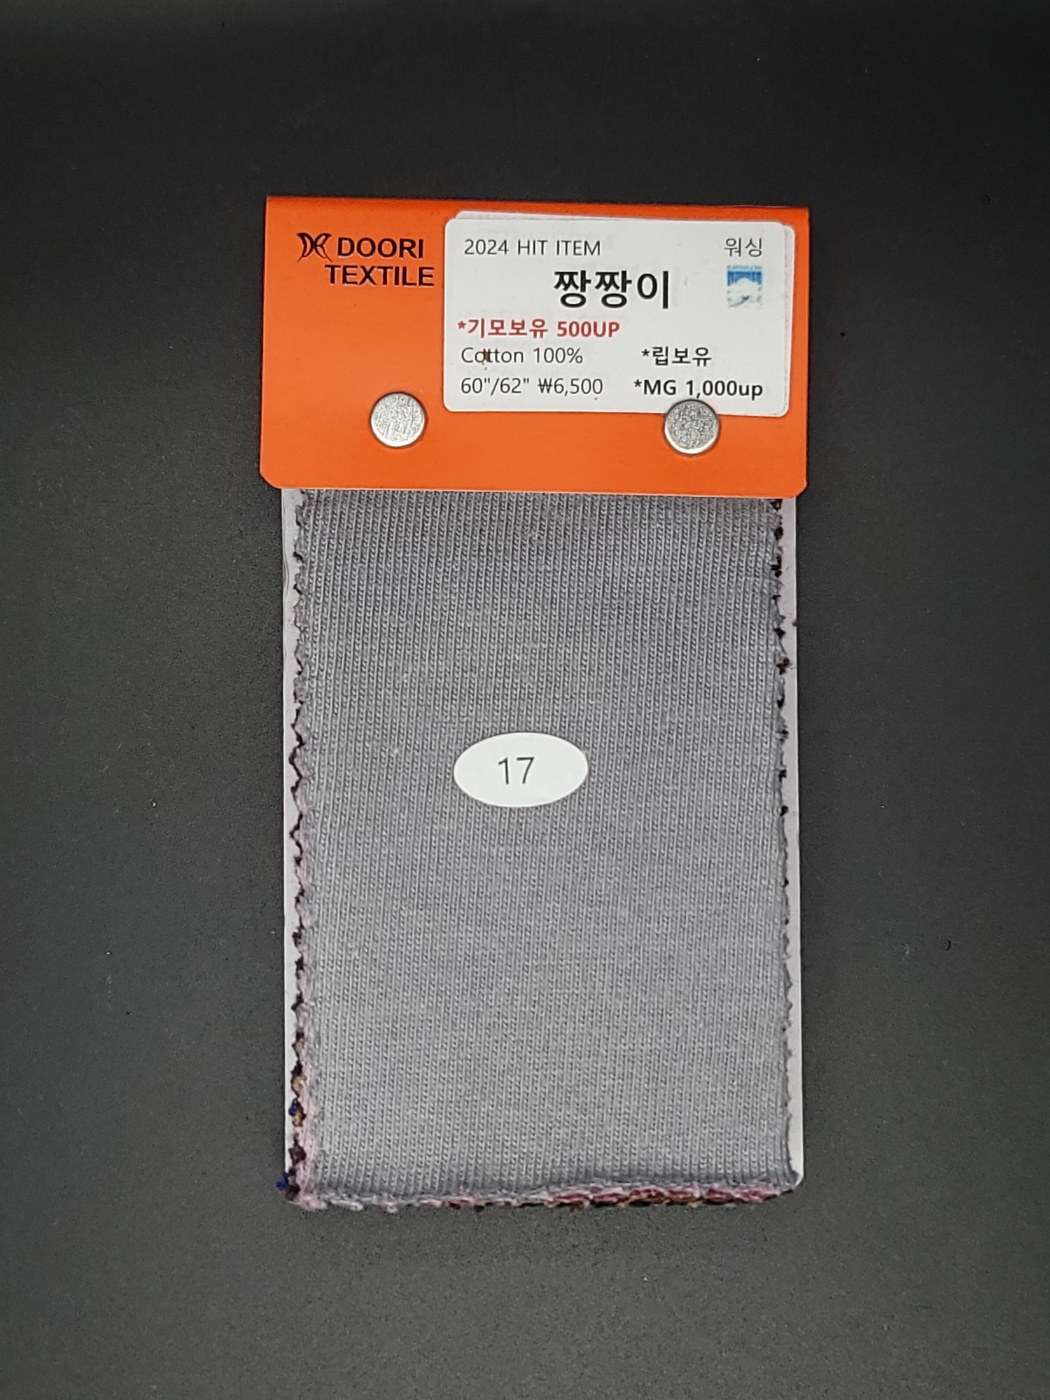 DOORI
TEXTILE
2024 HIT ITEM
워싱
짱짱이
*기모보유 500UP
Cotton 100%
*립보유
60"/62" ₩6,500
*MG 1,000up
17